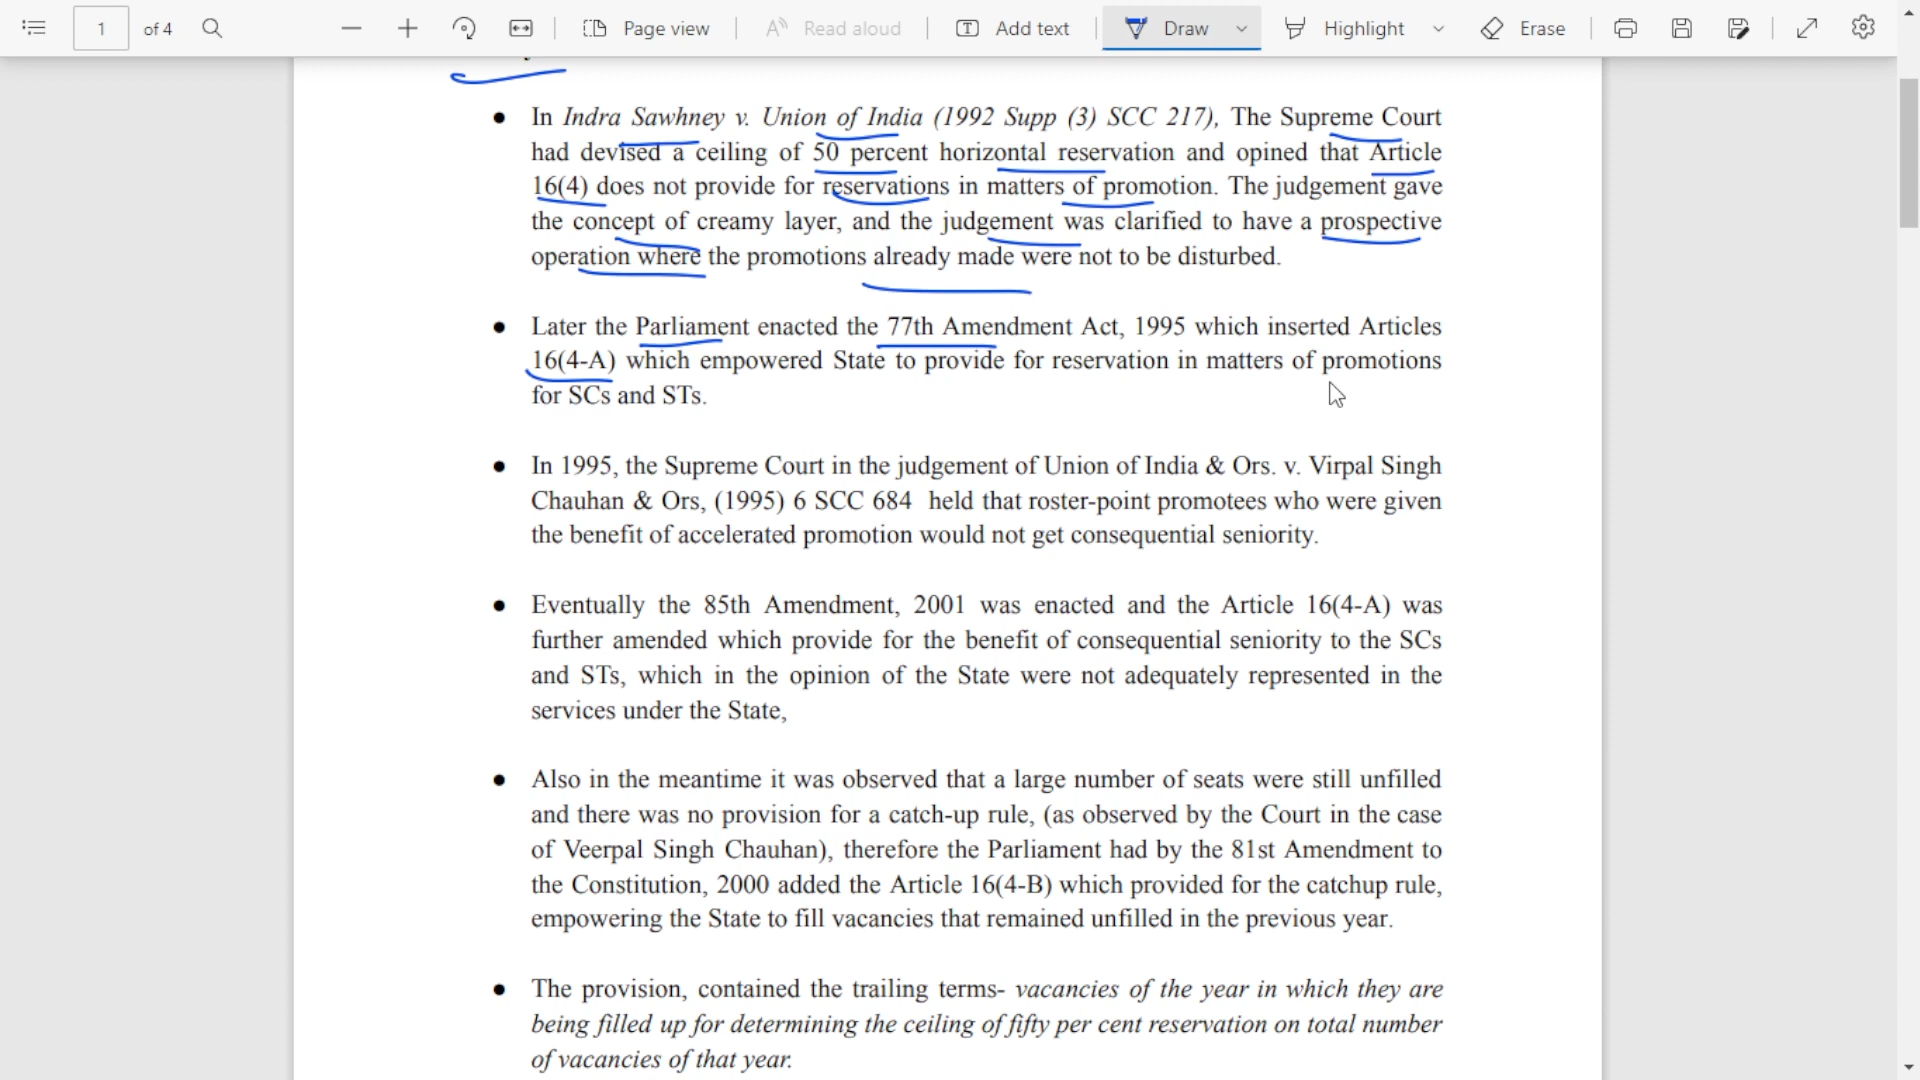 1 of 4 Page view Read aloud Add text Draw Highlight Erase
● In Indra Sawhney v. Union of India (1992 Supp (3) SCC 217), The Supreme Court
had devised a ceiling of 50 percent horizontal reservation and opined that Article
16(4) does not provide for reservations in matters of promotion. The judgement gave
the concept of creamy layer, and the judgement was clarified to have a prospective
operation where the promotions already made were not to be disturbed.
● Later the Parliament enacted the 77th Amendment Act, 1995 which inserted Articles
16(4-A) which empowered State to provide for reservation in matters of promotions
for SCs and STs.
● In 1995, the Supreme Court in the judgement of Union of India & Ors. v. Virpal Singh
Chauhan & Ors, (1995) 6 SCC 684 held that roster-point promotees who were given
the benefit of accelerated promotion would not get consequential seniority.
● Eventually the 85th Amendment, 2001 was enacted and the Article 16(4-A) was
further amended which provide for the benefit of consequential seniority to the SCs
and STs, which in the opinion of the State were not adequately represented in the
services under the State,
● Also in the meantime it was observed that a large number of seats were still unfilled
and there was no provision for a catch-up rule, (as observed by the Court in the case
of Veerpal Singh Chauhan), therefore the Parliament had by the 81st Amendment to
the Constitution, 2000 added the Article 16(4-B) which provided for the catchup rule,
empowering the State to fill vacancies that remained unfilled in the previous year.
● The provision, contained the trailing terms- vacancies of the year in which they are
being filled up for determining the ceiling of fifty per cent reservation on total number
of vacancies of that year.